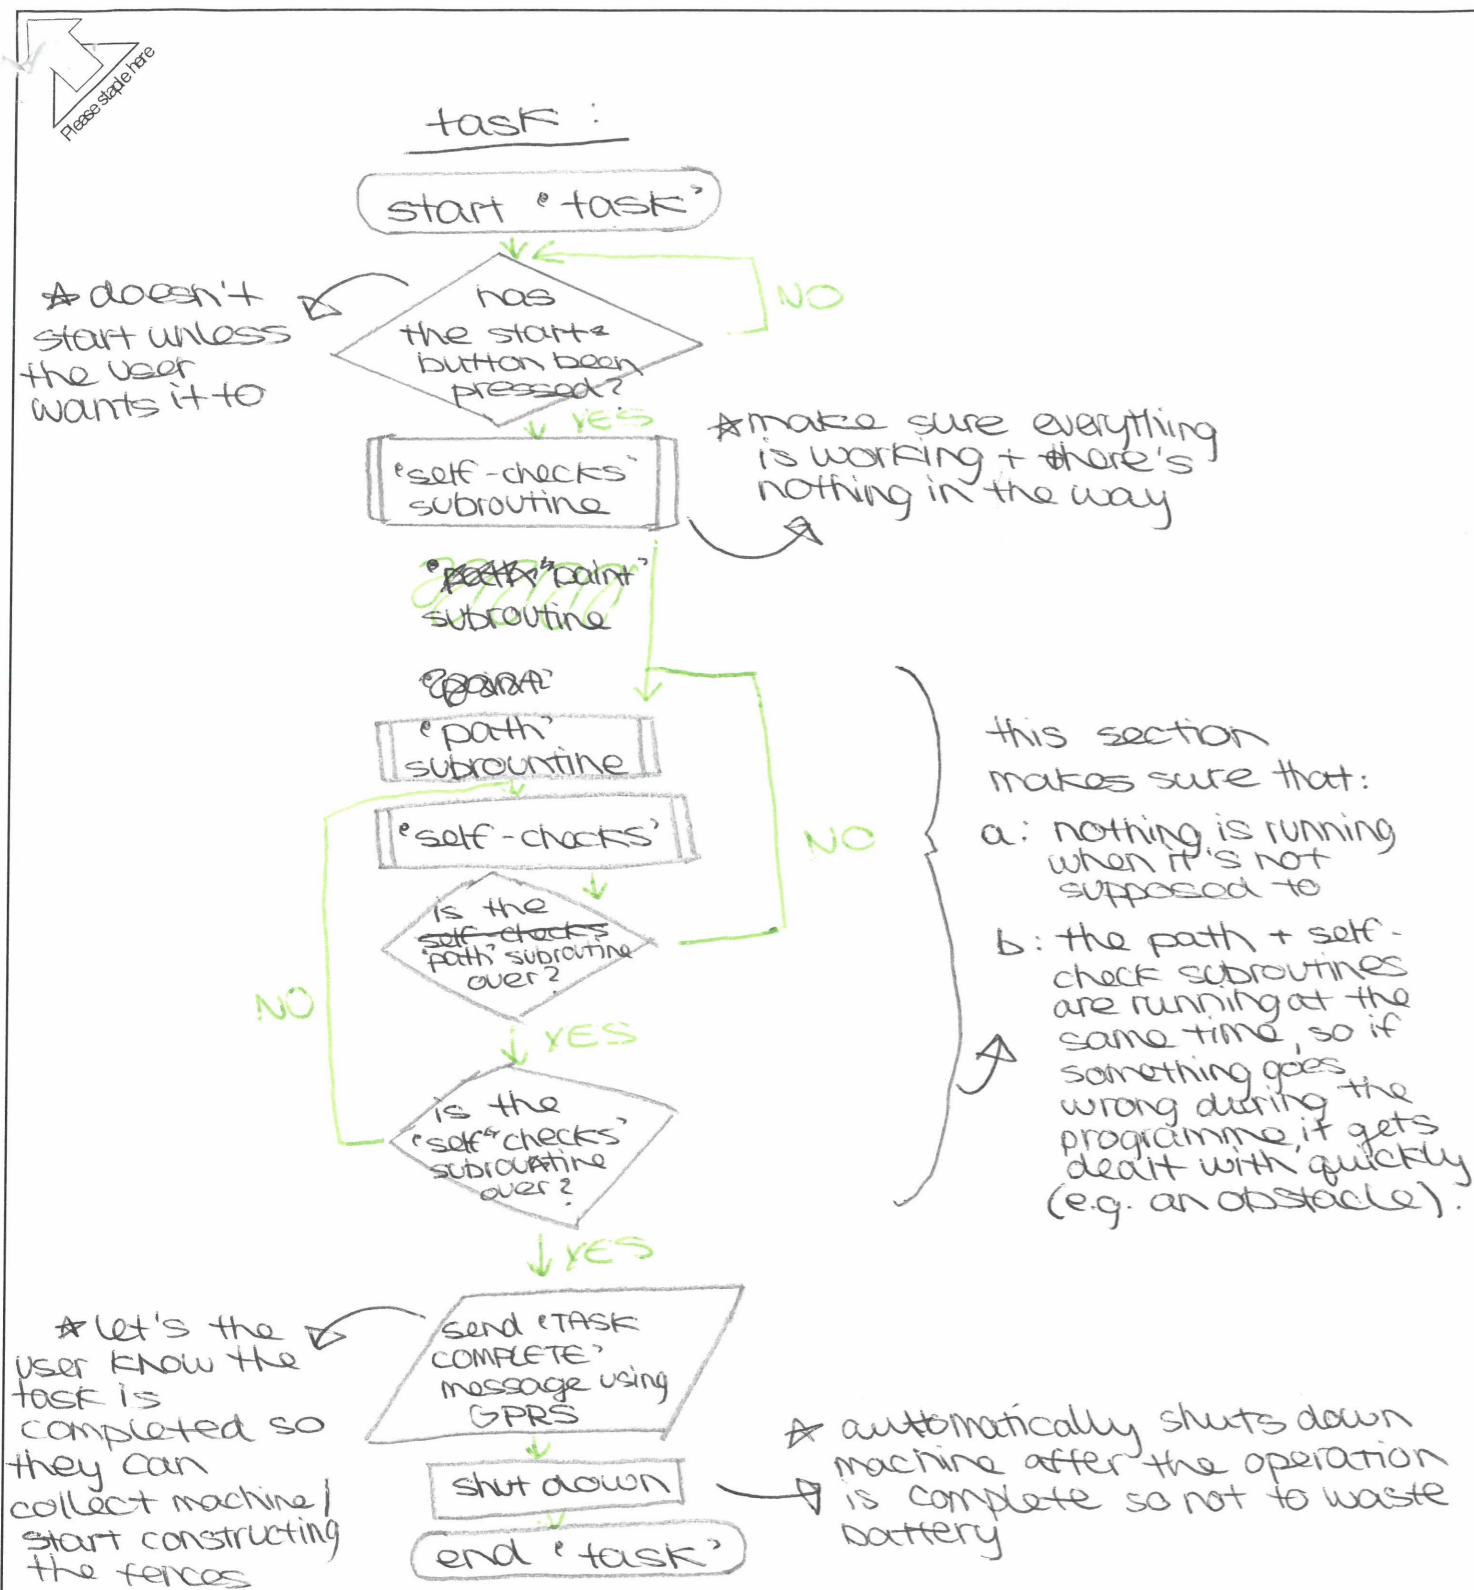 Please staple here
task :
start 'task'
has
the start
button been
pressed?
NO
YES
☆ doesn't
start unless
the user
wants it to
'self-checks'
subroutine
☆ make sure everything
is working + there's
nothing in the way
'paint'
subroutine
'path'
subrountine
'self-checks'
NO
is the
self-checks
'path' subroutine
over?
NO
YES
is the
'self-checks'
subroutine
over?
YES
this section
makes sure that:
a: nothing is running
when it's not
supposed to
b: the path + self-
check subroutines
are running at the
same time, so if
something goes
wrong during the
programme, it gets
dealt with quickly
(e.g. an obstacle).
send 'TASK
COMPLETE'
message using
GPRS
☆ let's the
user know the
task is
completed so
they can
collect machine/
start constructing
the fences
shut down
☆ automatically shuts down
machine after the operation
is complete so not to waste
battery
end 'task'